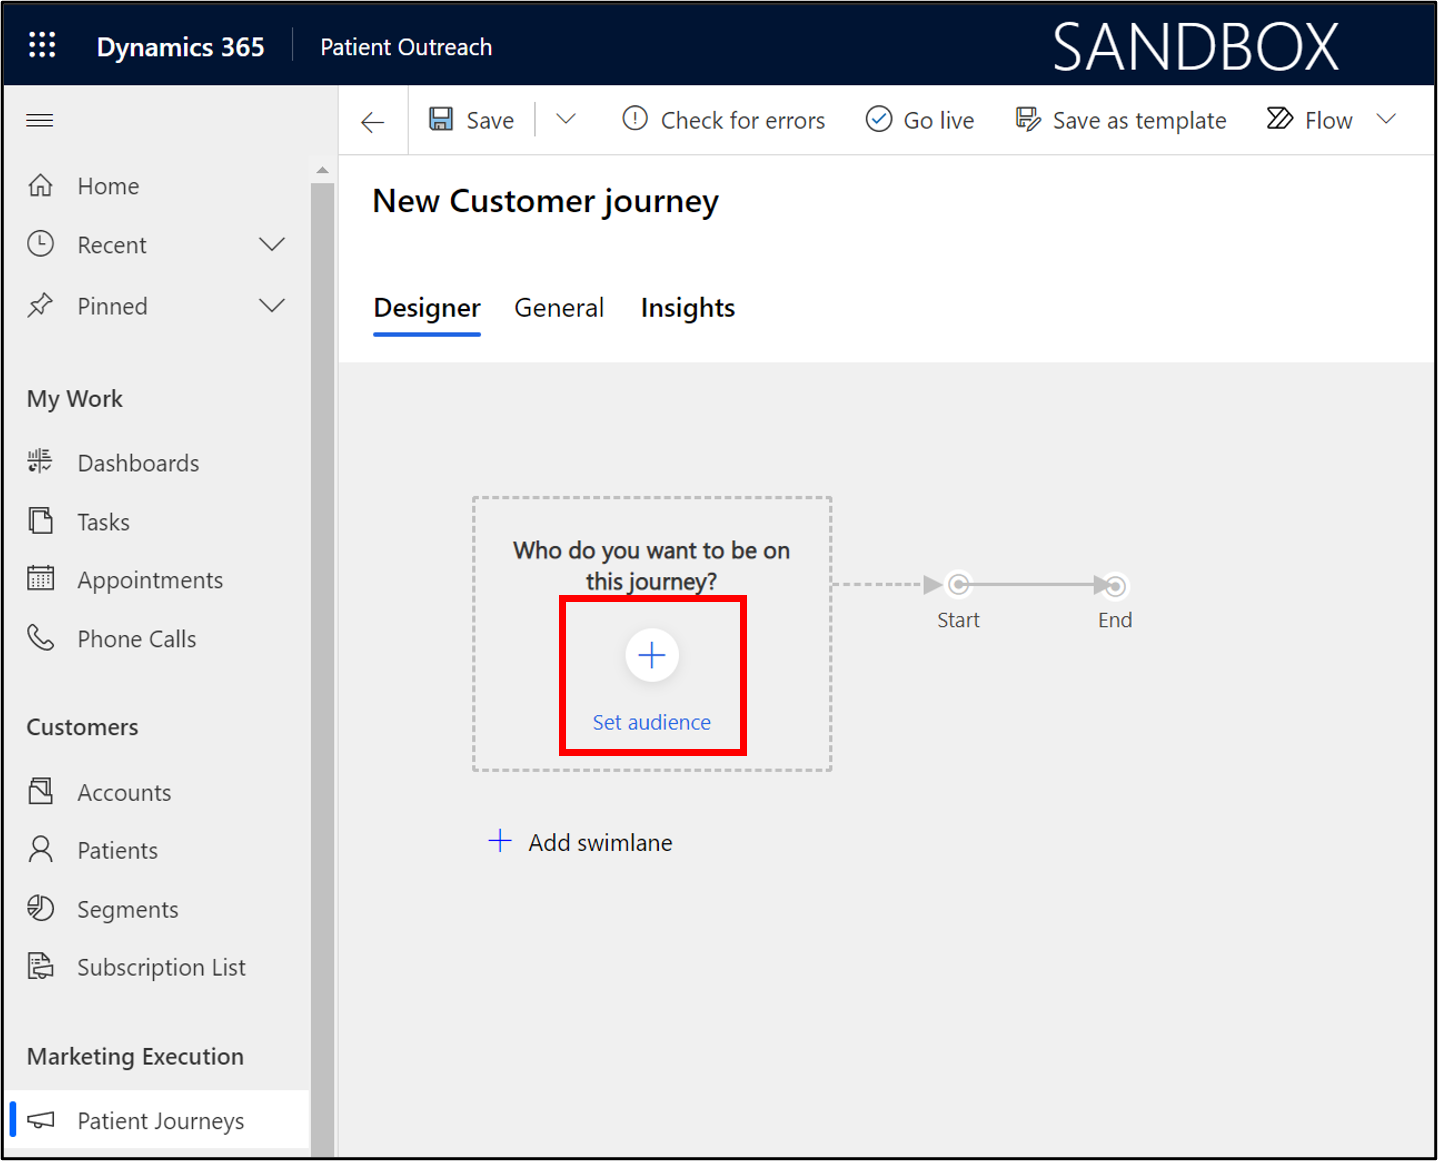 Dynamics 365
Patient Outreach
SANDBOX
Save
Check for errors
Go live
Save as template
Flow
Home
Recent
Pinned
My Work
Dashboards
Tasks
Appointments
Phone Calls
Customers
Accounts
Patients
Segments
Subscription List
Marketing Execution
Patient Journeys
New Customer journey
Designer
General
Insights
Who do you want to be on
this journey?
Set audience
Start
End
Add swimlane